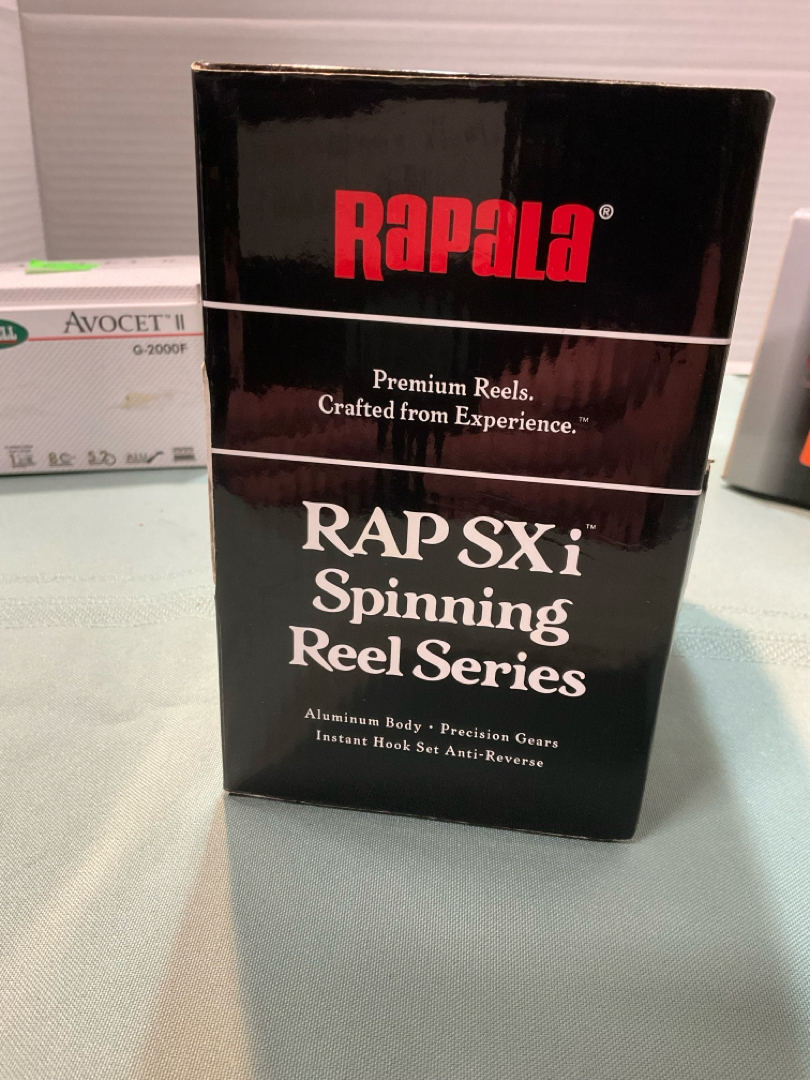 RAPALA®
Premium Reels.
Crafted from Experience.™
RAP SXi™
Spinning
Reel Series
Aluminum Body • Precision Gears
Instant Hook Set Anti-Reverse
AVOCET™ II
G-2000F